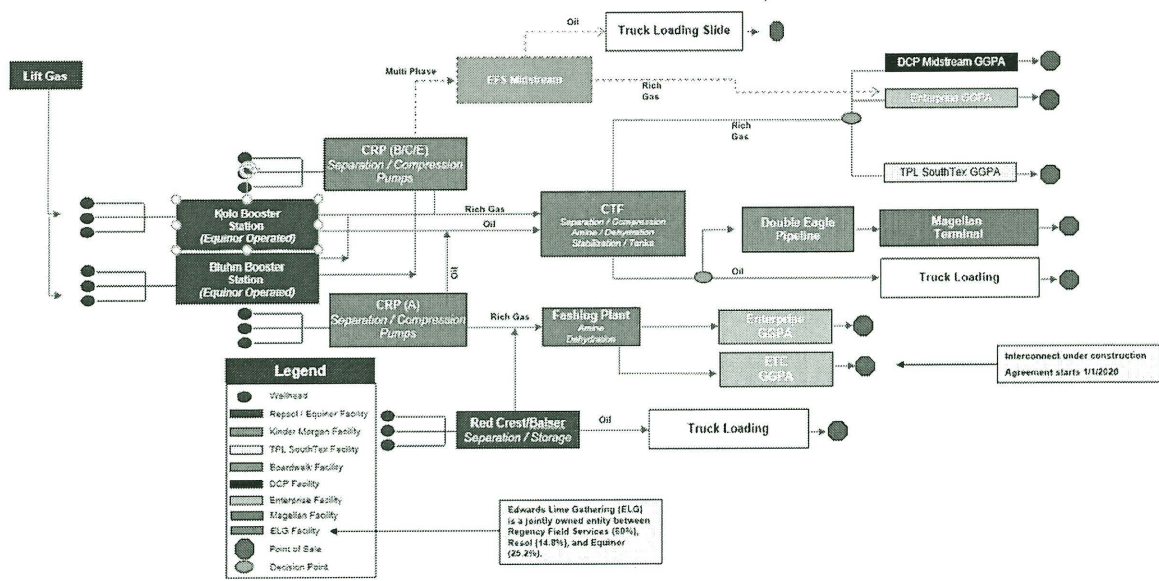 Oil
Truck Loading Slide
Lift Gas
Multi Phase
EFS Midstream
Rich
Gas
DCP Midstream GGPA
Enterprise GGPA
Rich
Gas
TPL SouthTex GGPA
CRP (B/C/E)
Separation / Compression
Pumps
Kolo Booster
Station
(Equinor Operated)
Rich Gas
Oil
CTF
Separation / Compression
Amine / Dehydration
Stabilization / Tanks
Double Eagle
Pipeline
Magellan
Terminal
Bluhm Booster
Station
(Equinor Operated)
Oil
Oil
Truck Loading
CRP (A)
Separation / Compression
Pumps
Rich Gas
Fashing Plant
Amine
Dehydration
Enterprise
GGPA
ETC
GGPA
Interconnect under construction
Agreement starts 1/1/2020
Red Crest/Balser
Separation / Storage
Oil
Truck Loading
Legend
Wellhead
Repsol / Equinor Facility
Kinder Morgan Facility
TPL SouthTex Facility
Boardwalk Facility
DCP Facility
Enterprise Facility
Magellan Facility
ELG Facility
Point of Sale
Decision Point
Edwards Lime Gathering (ELG)
is a jointly owned entity between
Regency Field Services (60%),
Resol (14.8%), and Equinor
(25.2%).